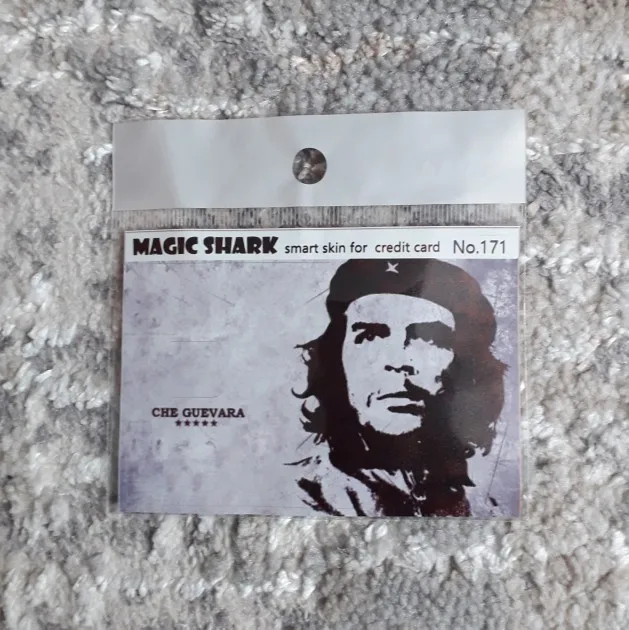 MAGIC SHARK smart skin for credit card No.171
CHE GUEVARA